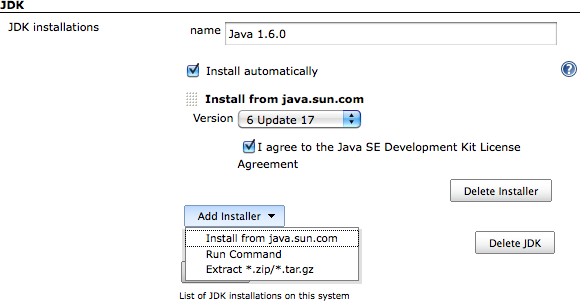 JDK
JDK installations
name Java 1.6.0
Install automatically
Install from java.sun.com
Version 6 Update 17
I agree to the Java SE Development Kit License
Agreement
Delete Installer
Add Installer
Install from java.sun.com
Run Command
Extract *.zip/*.tar.gz
Delete JDK
List of JDK installations on this system